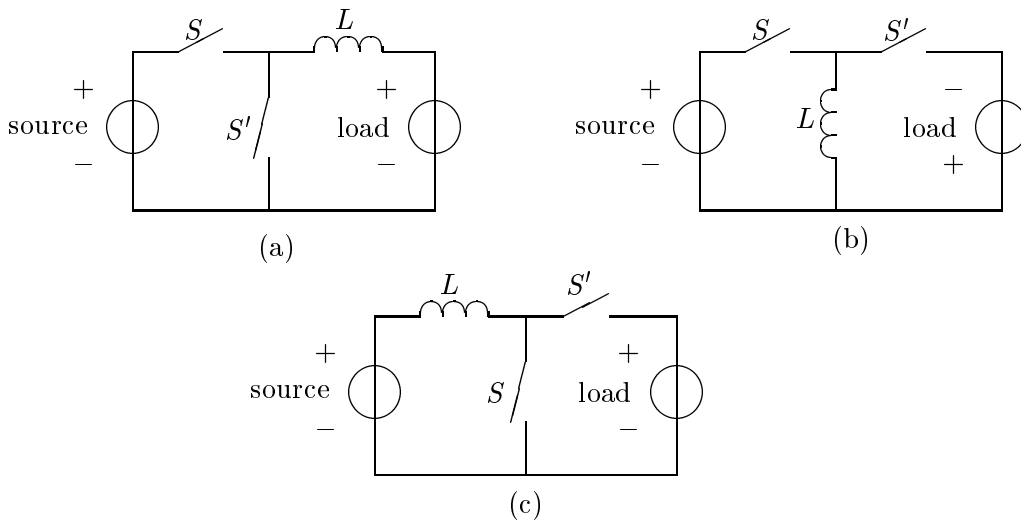 S L
+ +
source S′ load
− −
(a)
S S′
+ −
source L load
− +
(b)
L S′
+ +
source S load
− −
(c)